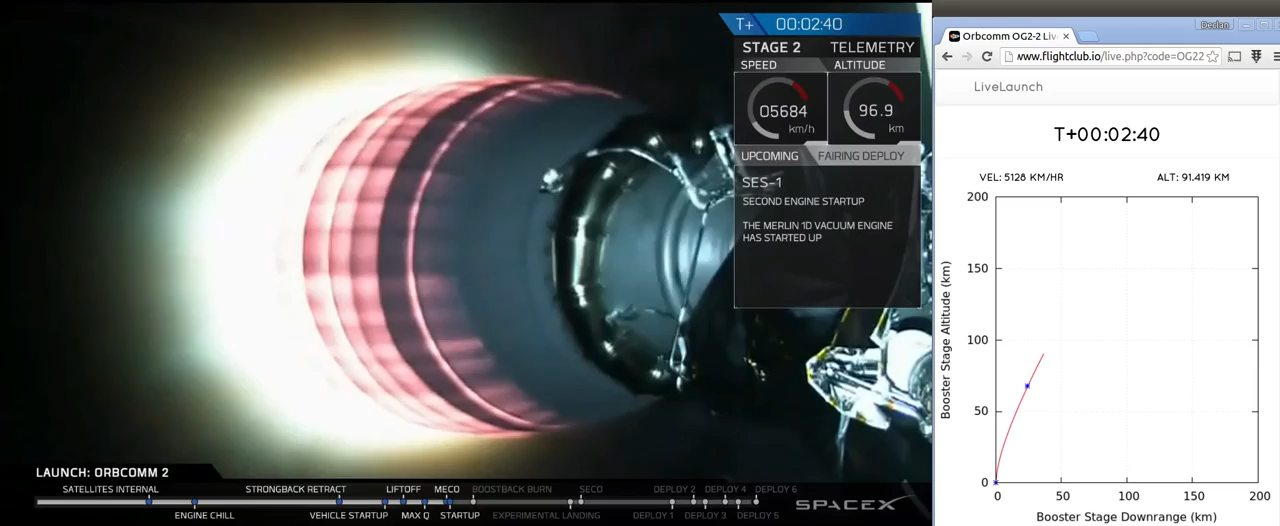 T+ 00:02:40
STAGE 2 TELEMETRY
SPEED ALTITUDE
05684 km/h
96.9 km
UPCOMING FAIRING DEPLOY
SES-1
SECOND ENGINE STARTUP
THE MERLIN 1D VACUUM ENGINE
HAS STARTED UP
LAUNCH: ORBCOMM 2
SATELLITES INTERNAL STRONGBACK RETRACT LIFTOFF MECO BOOSTBACK BURN SECO DEPLOY 2 DEPLOY 4 DEPLOY 6
ENGINE CHILL VEHICLE STARTUP MAX Q STARTUP EXPERIMENTAL LANDING DEPLOY 1 DEPLOY 3 DEPLOY 5
SPACEX
Declan
Orbcomm OG2-2 Liv
www.flightclub.io/live.php?code=OG22
LiveLaunch
T+00:02:40
VEL: 5128 KM/HR ALT: 91.419 KM
200
150
100
50
0
0 50 100 150 200
Booster Stage Altitude (km)
Booster Stage Downrange (km)